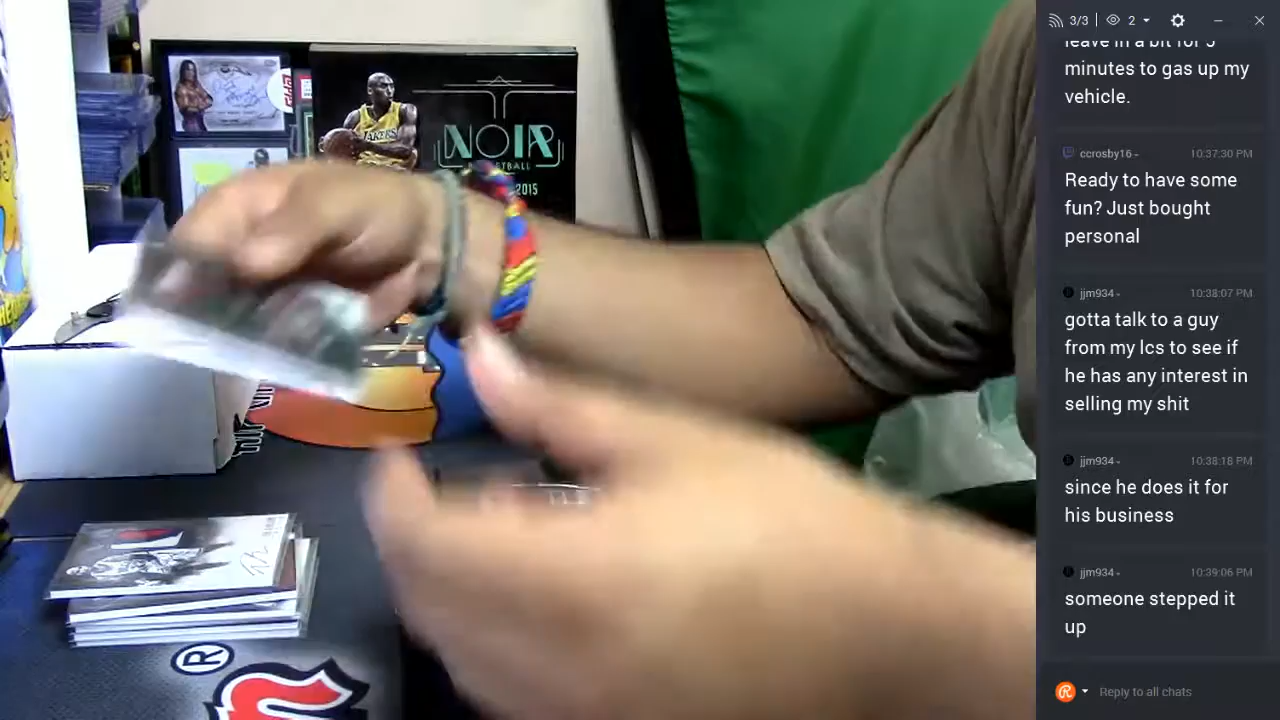 3/3
2
leave in a bit for 5
minutes to gas up my
vehicle.
ccrosby16 -
10:37:30 PM
Ready to have some
fun? Just bought
personal
jjm934 -
10:38:07 PM
gotta talk to a guy
from my lcs to see if
he has any interest in
selling my shit
jjm934 -
10:38:18 PM
since he does it for
his business
jjm934 -
10:39:06 PM
someone stepped it
up
Reply to all chats
NOIR
LAKERS
2015
®